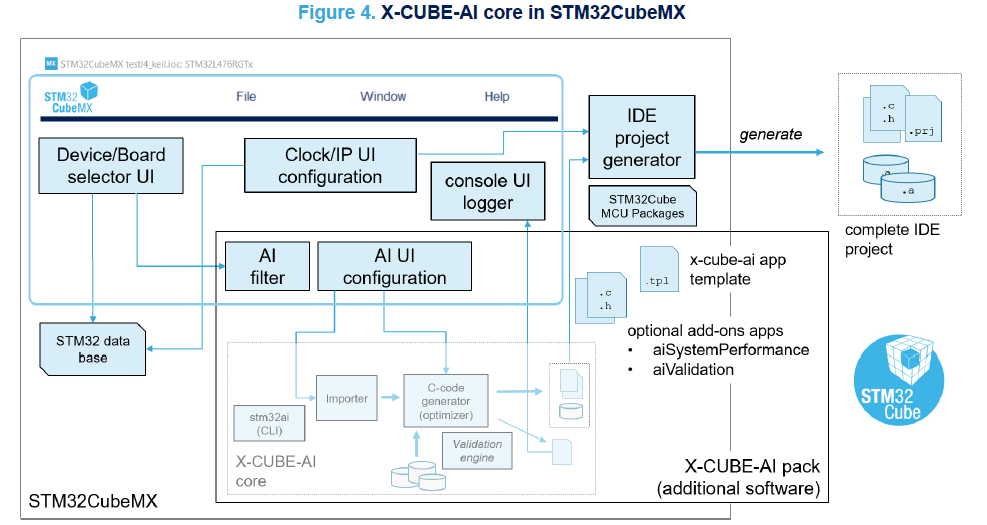 Figure 4. X-CUBE-AI core in STM32CubeMX
MX STM32CubeMX testl4_keil.ioc: STM32L476RGTx
STM32
CubeMX
File
Window
Help
Device/Board
selector UI
Clock/IP UI
configuration
console UI
logger
IDE
project
generator
STM32Cube
MCU Packages
generate
.c
.h
.prj
.a
.a
complete IDE
project
AI
filter
AI UI
configuration
STM32 data
base
.c
.h
.tpl
x-cube-ai app
template
optional add-ons apps
• aiSystemPerformance
• aiValidation
stm32ai
(CLI)
Importer
C-code
generator
(optimizer)
Validation
engine
X-CUBE-AI
core
STM32
Cube
X-CUBE-AI pack
(additional software)
STM32CubeMX